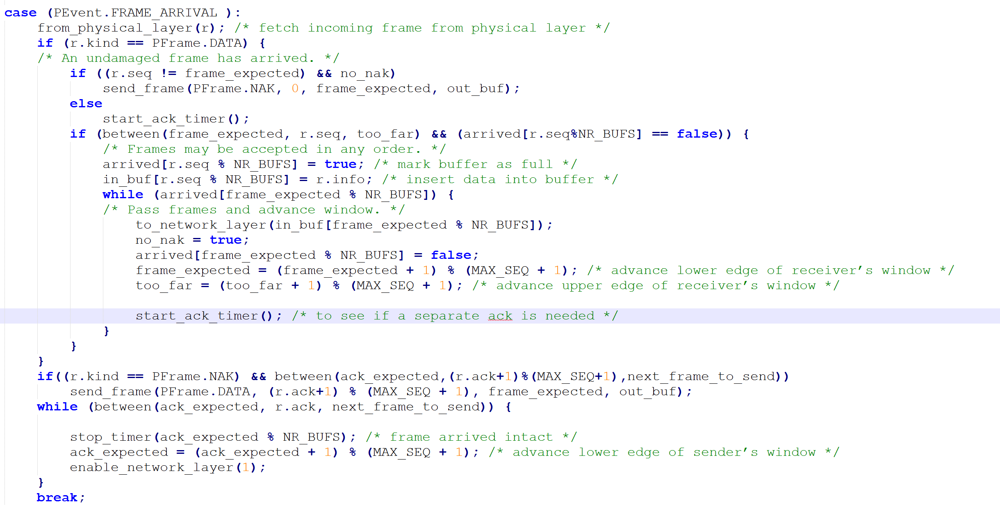 case (PEvent.FRAME_ARRIVAL ):
from_physical_layer(r); /* fetch incoming frame from physical layer */
if (r.kind == PFrame.DATA) {
/* An undamaged frame has arrived. */
if ((r.seq != frame_expected) && no_nak)
send_frame(PFrame.NAK, 0, frame_expected, out_buf);
else
start_ack_timer();
if (between(frame_expected, r.seq, too_far) && (arrived[r.seq%NR_BUFS] == false)) {
/* Frames may be accepted in any order. */
arrived[r.seq % NR_BUFS] = true; /* mark buffer as full */
in_buf[r.seq % NR_BUFS] = r.info; /* insert data into buffer */
while (arrived[frame_expected % NR_BUFS]) {
/* Pass frames and advance window. */
to_network_layer(in_buf[frame_expected % NR_BUFS]);
no_nak = true;
arrived[frame_expected % NR_BUFS] = false;
frame_expected = (frame_expected + 1) % (MAX_SEQ + 1); /* advance lower edge of receiver’s window */
too_far = (too_far + 1) % (MAX_SEQ + 1); /* advance upper edge of receiver’s window */
start_ack_timer(); /* to see if a separate ack is needed */
}
}
}
if((r.kind == PFrame.NAK) && between(ack_expected,(r.ack+1)%(MAX_SEQ+1),next_frame_to_send))
send_frame(PFrame.DATA, (r.ack+1) % (MAX_SEQ + 1), frame_expected, out_buf);
while (between(ack_expected, r.ack, next_frame_to_send)) {
stop_timer(ack_expected % NR_BUFS); /* frame arrived intact */
ack_expected = (ack_expected + 1) % (MAX_SEQ + 1); /* advance lower edge of sender’s window */
enable_network_layer(1);
}
break;